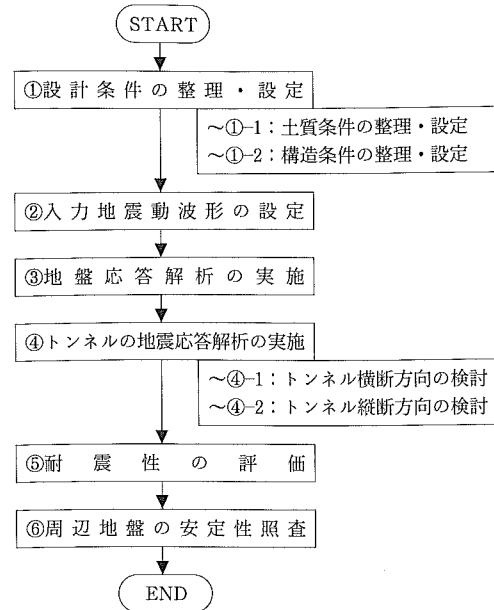 START
①設計条件の整理・設定
～①-1：土質条件の整理・設定
～①-2：構造条件の整理・設定
②入力地震動波形の設定
③地盤応答解析の実施
④トンネルの地震応答解析の実施
～④-1：トンネル横断方向の検討
～④-2：トンネル縦断方向の検討
⑤耐震性の評価
⑥周辺地盤の安定性照査
END